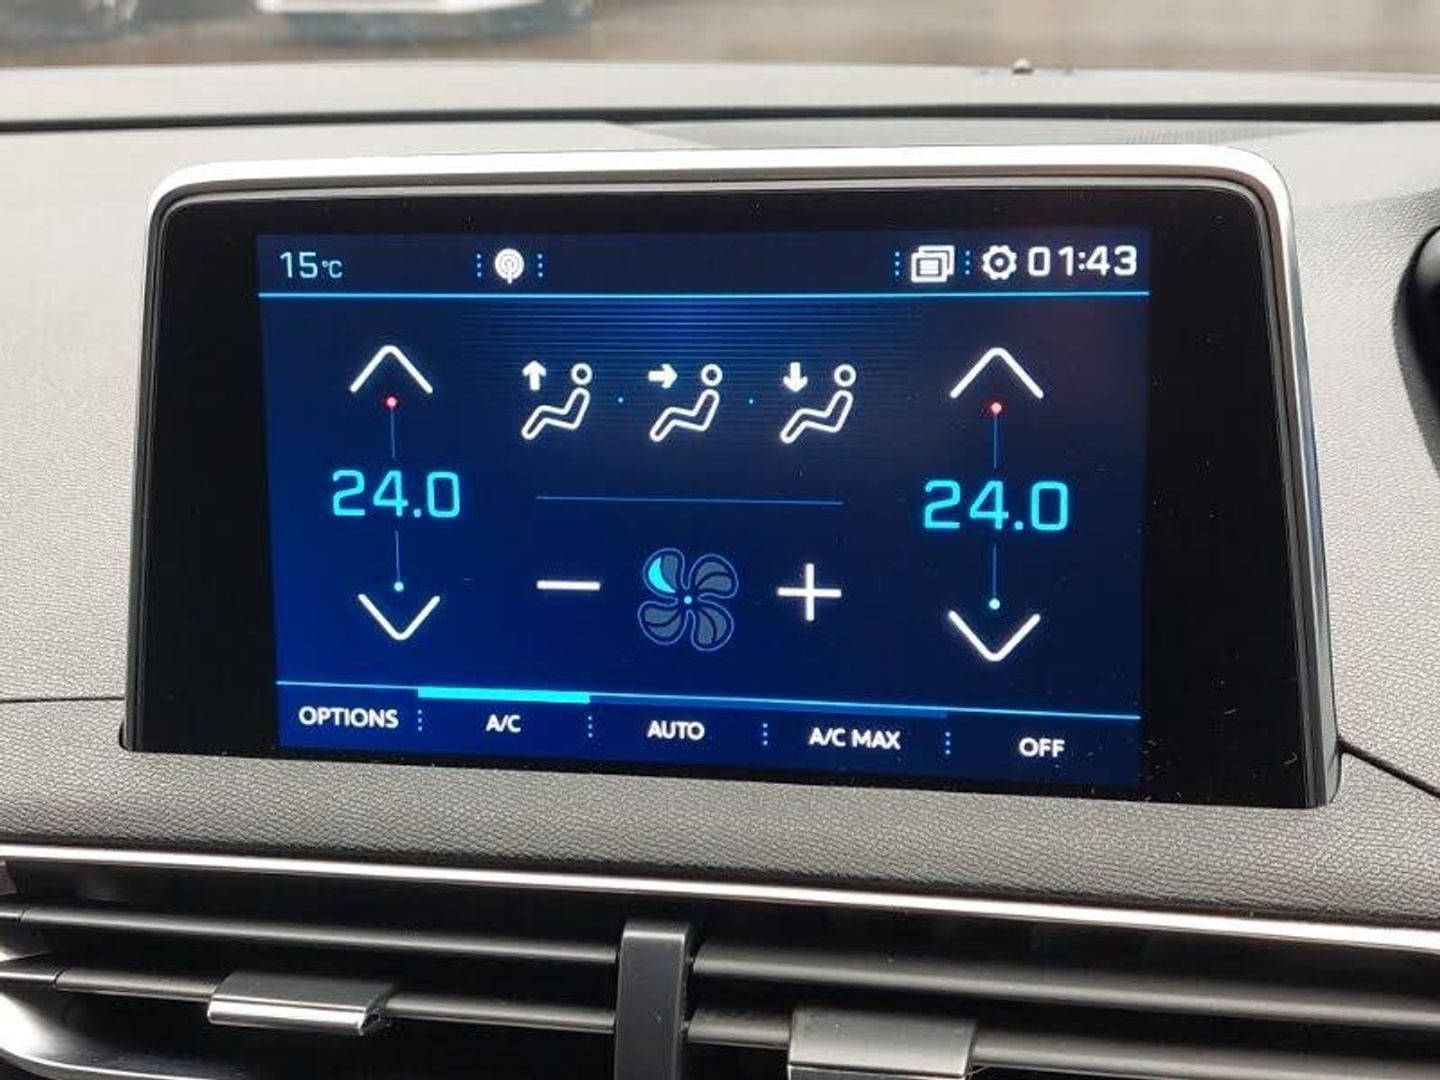 15°C 01:43
24.0 24.0
OPTIONS A/C AUTO A/C MAX OFF